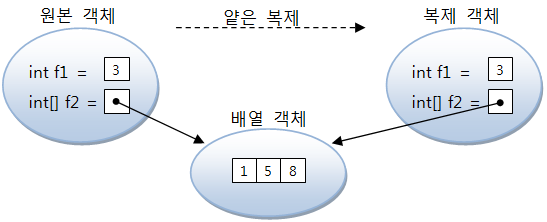 원본 객체
얕은 복제
복제 객체
int f1 = 3
int[] f2 =
int f1 = 3
int[] f2 =
배열 객체
1 5 8